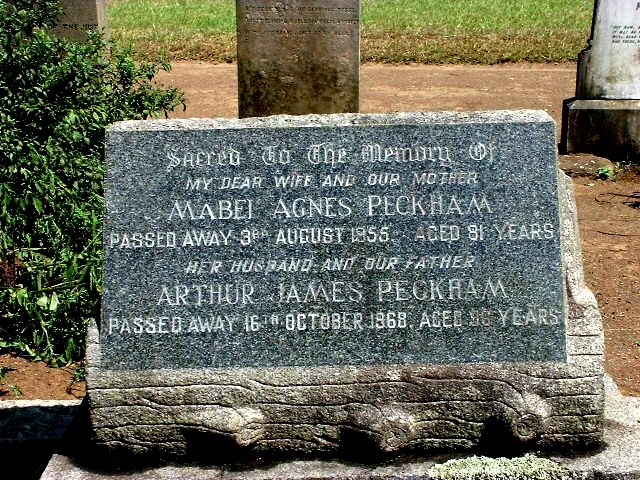 Sacred To The Memory Of
MY DEAR WIFE AND OUR MOTHER
MABEL AGNES PECKHAM
PASSED AWAY 3RD AUGUST 1955. AGED 81 YEARS
HER HUSBAND AND OUR FATHER
ARTHUR JAMES PECKHAM
PASSED AWAY 16TH OCTOBER 1968. AGED YEARS